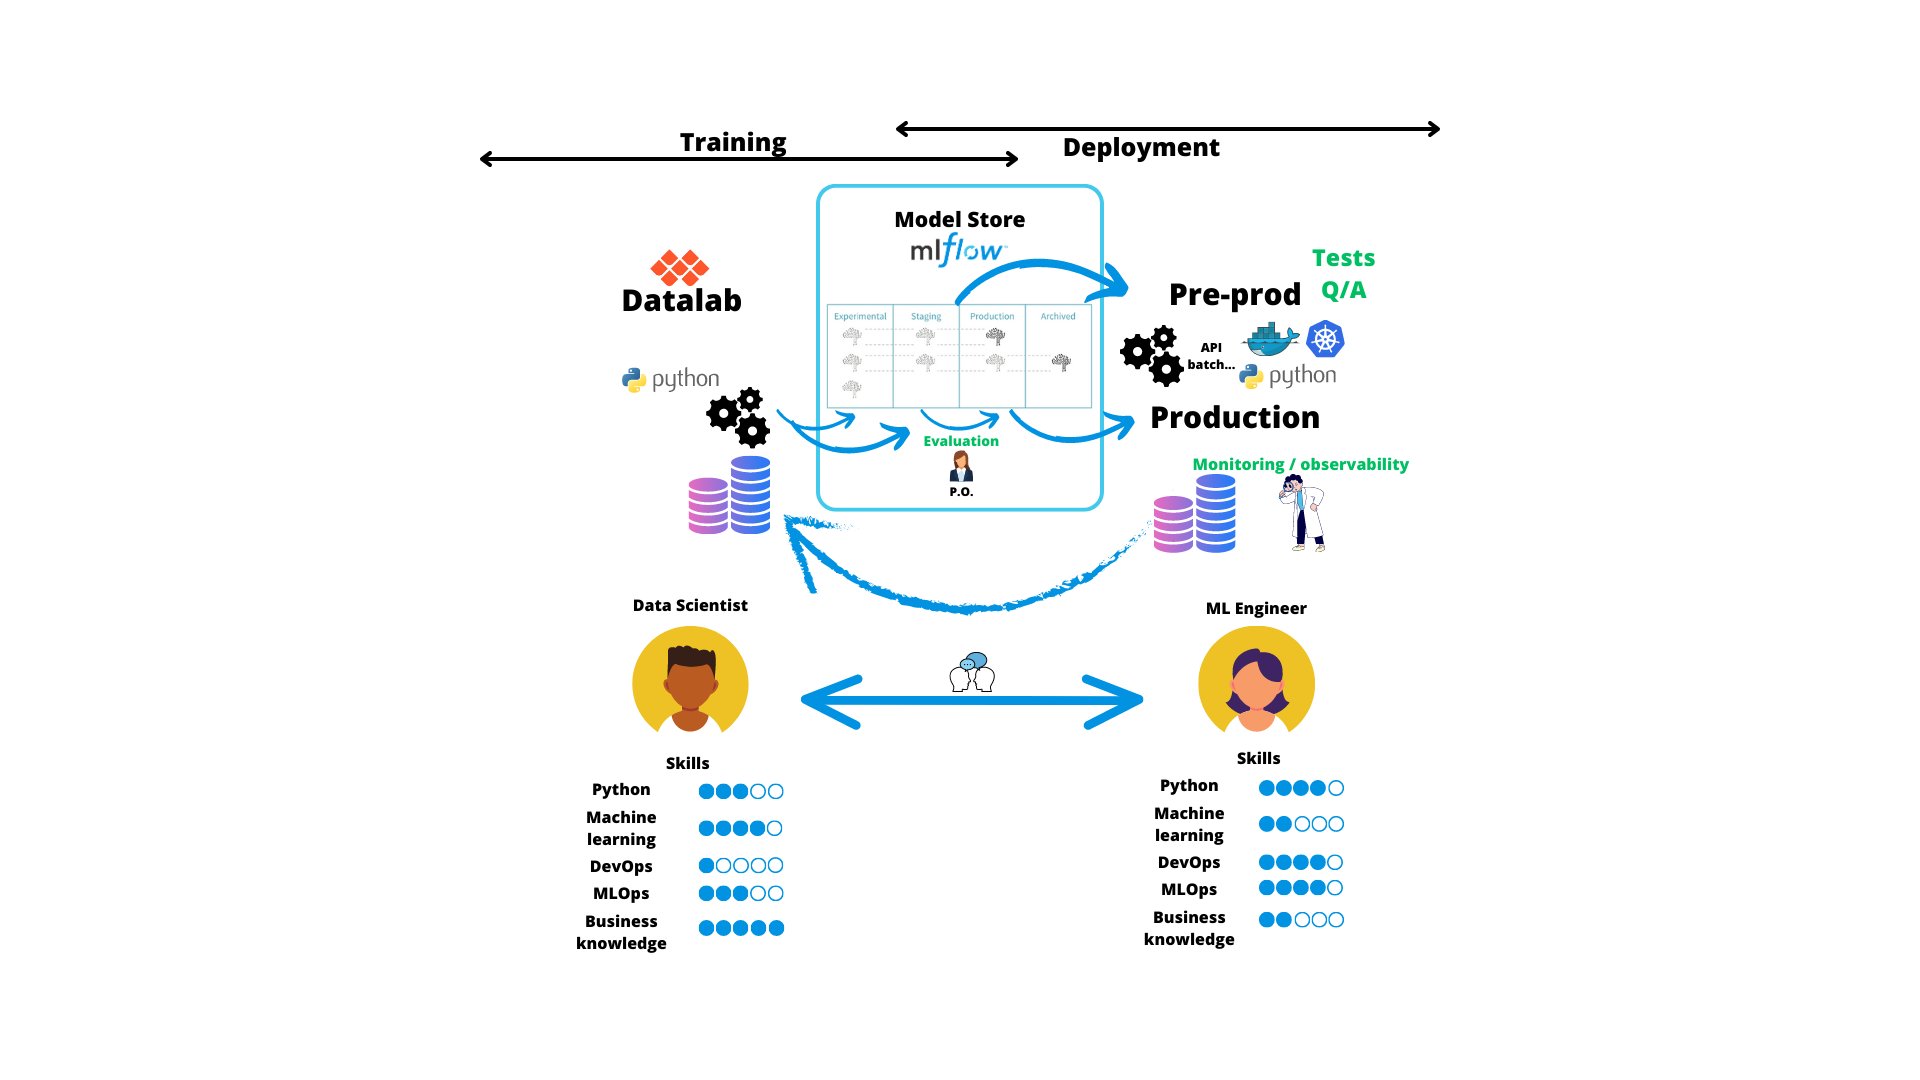 Training
Deployment
Model Store
mlflow™
Datalab
Experimental
Staging
Production
Archived
Pre-prod
Tests
Q/A
API
batch...
python
python
Production
Evaluation
P.O.
Monitoring / observability
Data Scientist
ML Engineer
Skills
Python
Machine
learning
DevOps
MLOps
Business
knowledge
Skills
Python
Machine
learning
DevOps
MLOps
Business
knowledge